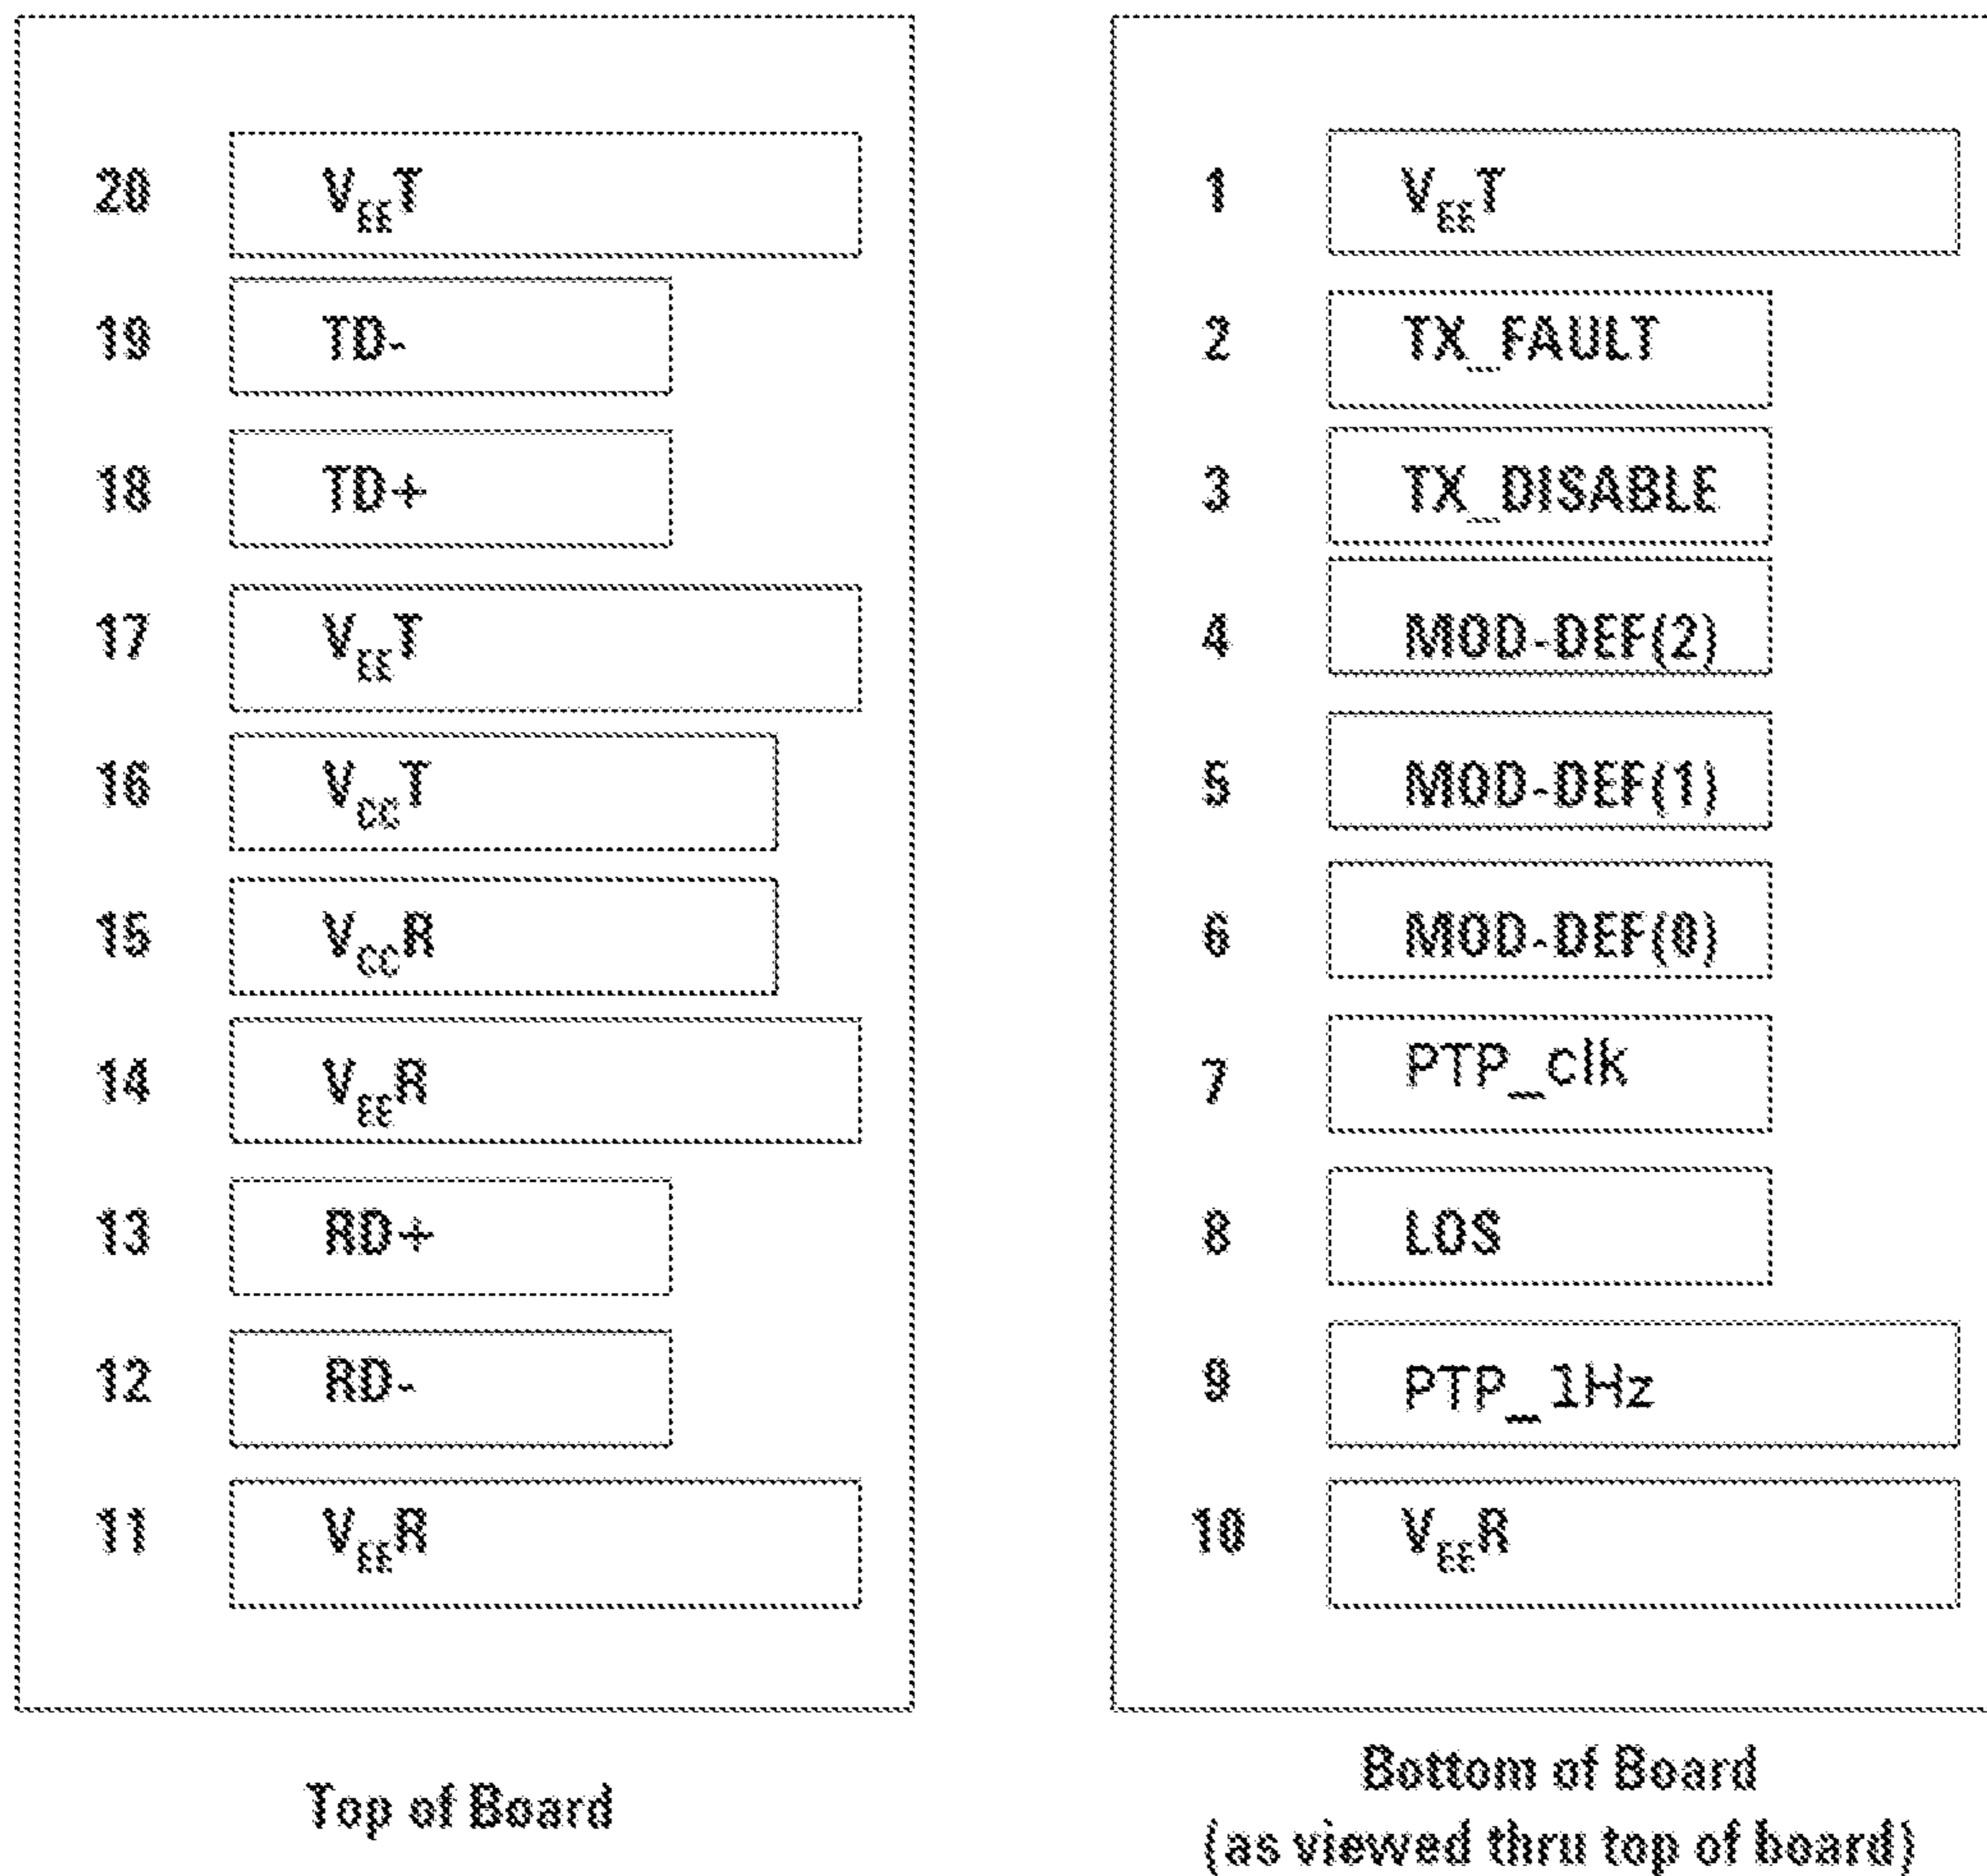 20 VEET
19 TD-
18 TD+
17 VEET
16 VCCT
15 VCCR
14 VEER
13 RD+
12 RD-
11 VEER
Top of Board
1 VEET
2 TX_FAULT
3 TX_DISABLE
4 MOD-DEF(2)
5 MOD-DEF(1)
6 MOD-DEF(0)
7 PTP_clk
8 LOS
9 PTP_1Hz
10 VEER
Bottom of Board
(as viewed thru top of board)